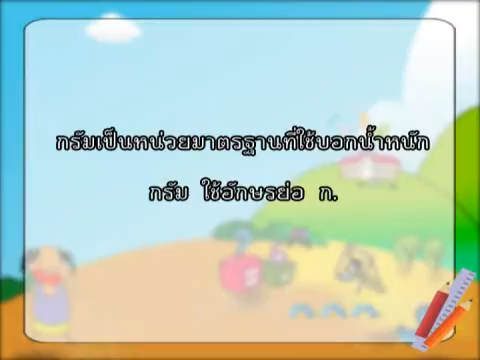 กรัมเป็นหน่วยมาตรฐานที่ใช้บอกน้ำหนัก
กรัม ใช้อักษรย่อ ก.